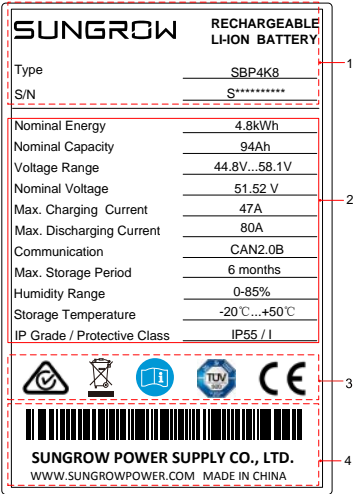 SUNGROW
RECHARGEABLE
LI-ION BATTERY
Type SBP4K8
S/N S**********
1
Nominal Energy 4.8kWh
Nominal Capacity 94Ah
Voltage Range 44.8V...58.1V
Nominal Voltage 51.52 V
Max. Charging Current 47A
Max. Discharging Current 80A
Communication CAN2.0B
Max. Storage Period 6 months
Humidity Range 0-85%
Storage Temperature -20℃...+50℃
IP Grade / Protective Class IP55 / I
2
TÜV
CE
3
SUNGROW POWER SUPPLY CO., LTD.
WWW.SUNGROWPOWER.COM MADE IN CHINA
4